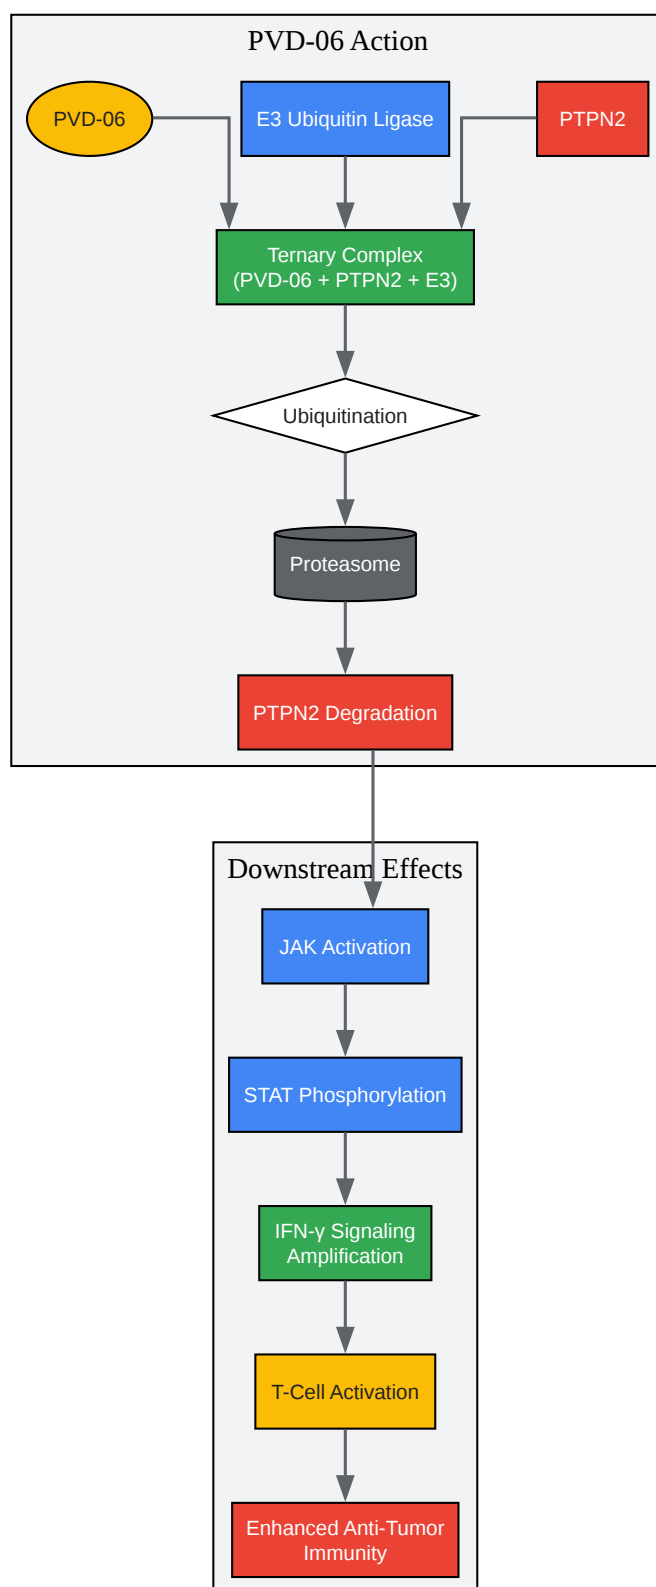 PVD-06 Action
PVD-06
E3 Ubiquitin Ligase
PTPN2
Ternary Complex
(PVD-06 + PTPN2 + E3)
Ubiquitination
Proteasome
PTPN2 Degradation
Downstream Effects
JAK Activation
STAT Phosphorylation
IFN-γ Signaling
Amplification
T-Cell Activation
Enhanced Anti-Tumor
Immunity